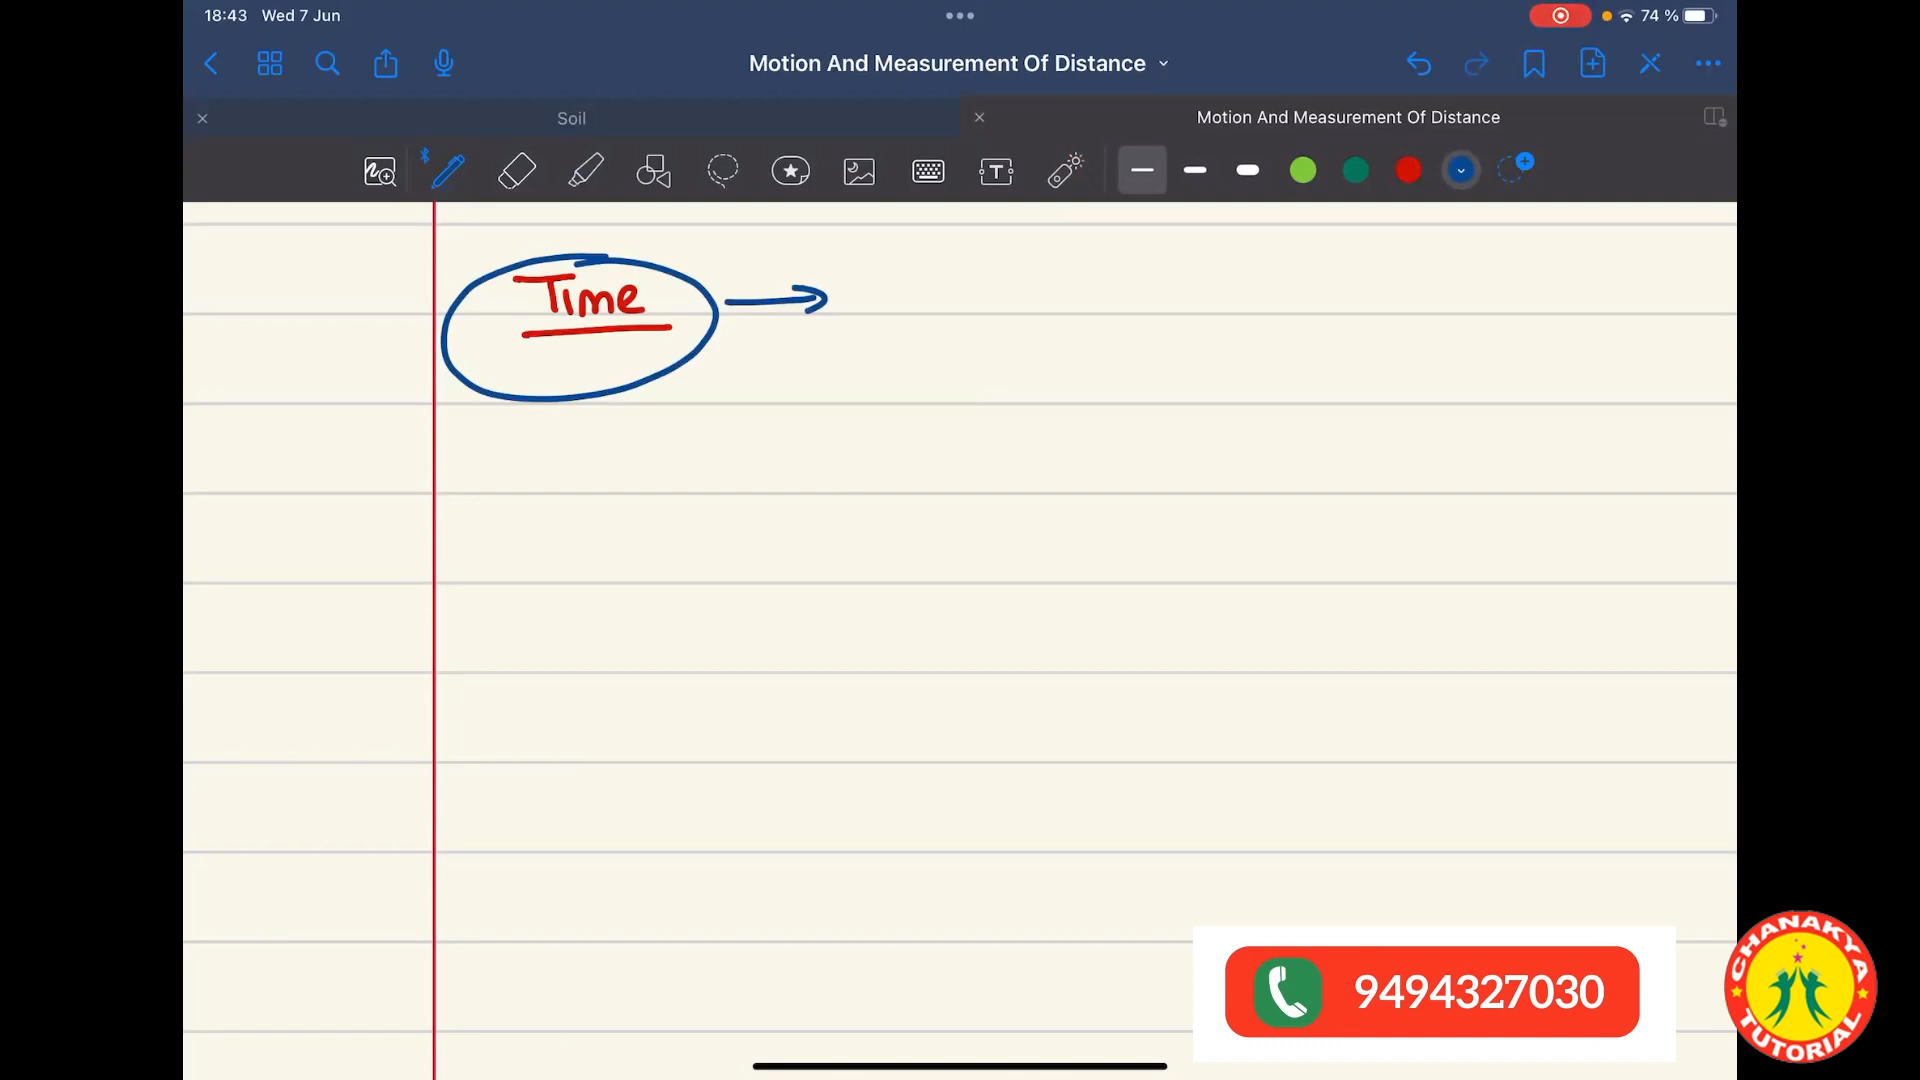 18:43 Wed 7 Jun
74 %
Motion And Measurement Of Distance
Soil
Motion And Measurement Of Distance
T
Time
9494327030
CHANAKYA
TUTORIAL